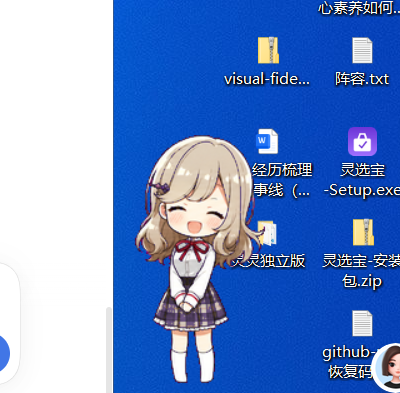 心素养如何...
visual-fide...
阵容.txt
经历梳理
事线（...
灵选宝
-Setup.exe
灵独立版
灵选宝-安装
包.zip
github-
恢复码